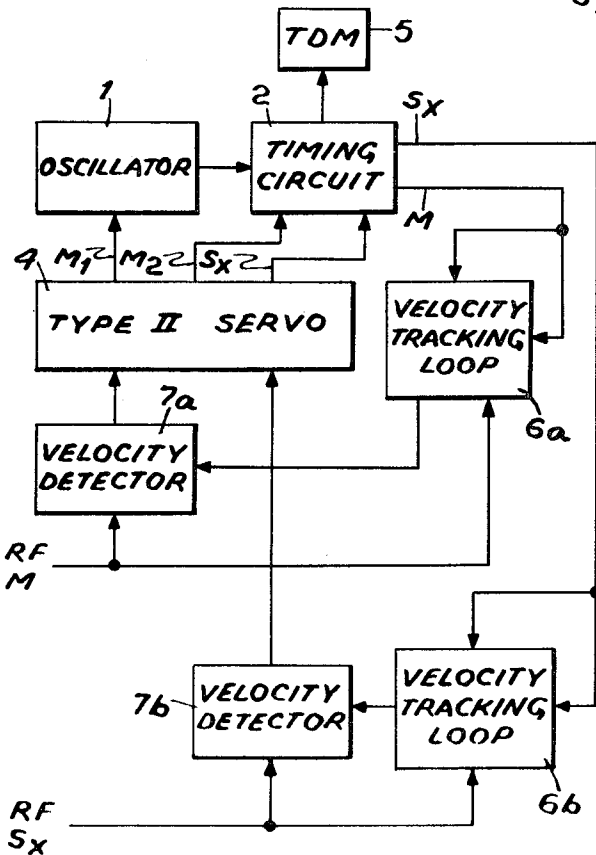 TDM
5
1
2
OSCILLATOR
TIMING
CIRCUIT
SX
M
4
M1
M2
SX
TYPE II SERVO
VELOCITY
TRACKING
LOOP
6a
7a
VELOCITY
DETECTOR
RF
M
7b
VELOCITY
DETECTOR
VELOCITY
TRACKING
LOOP
6b
RF
SX